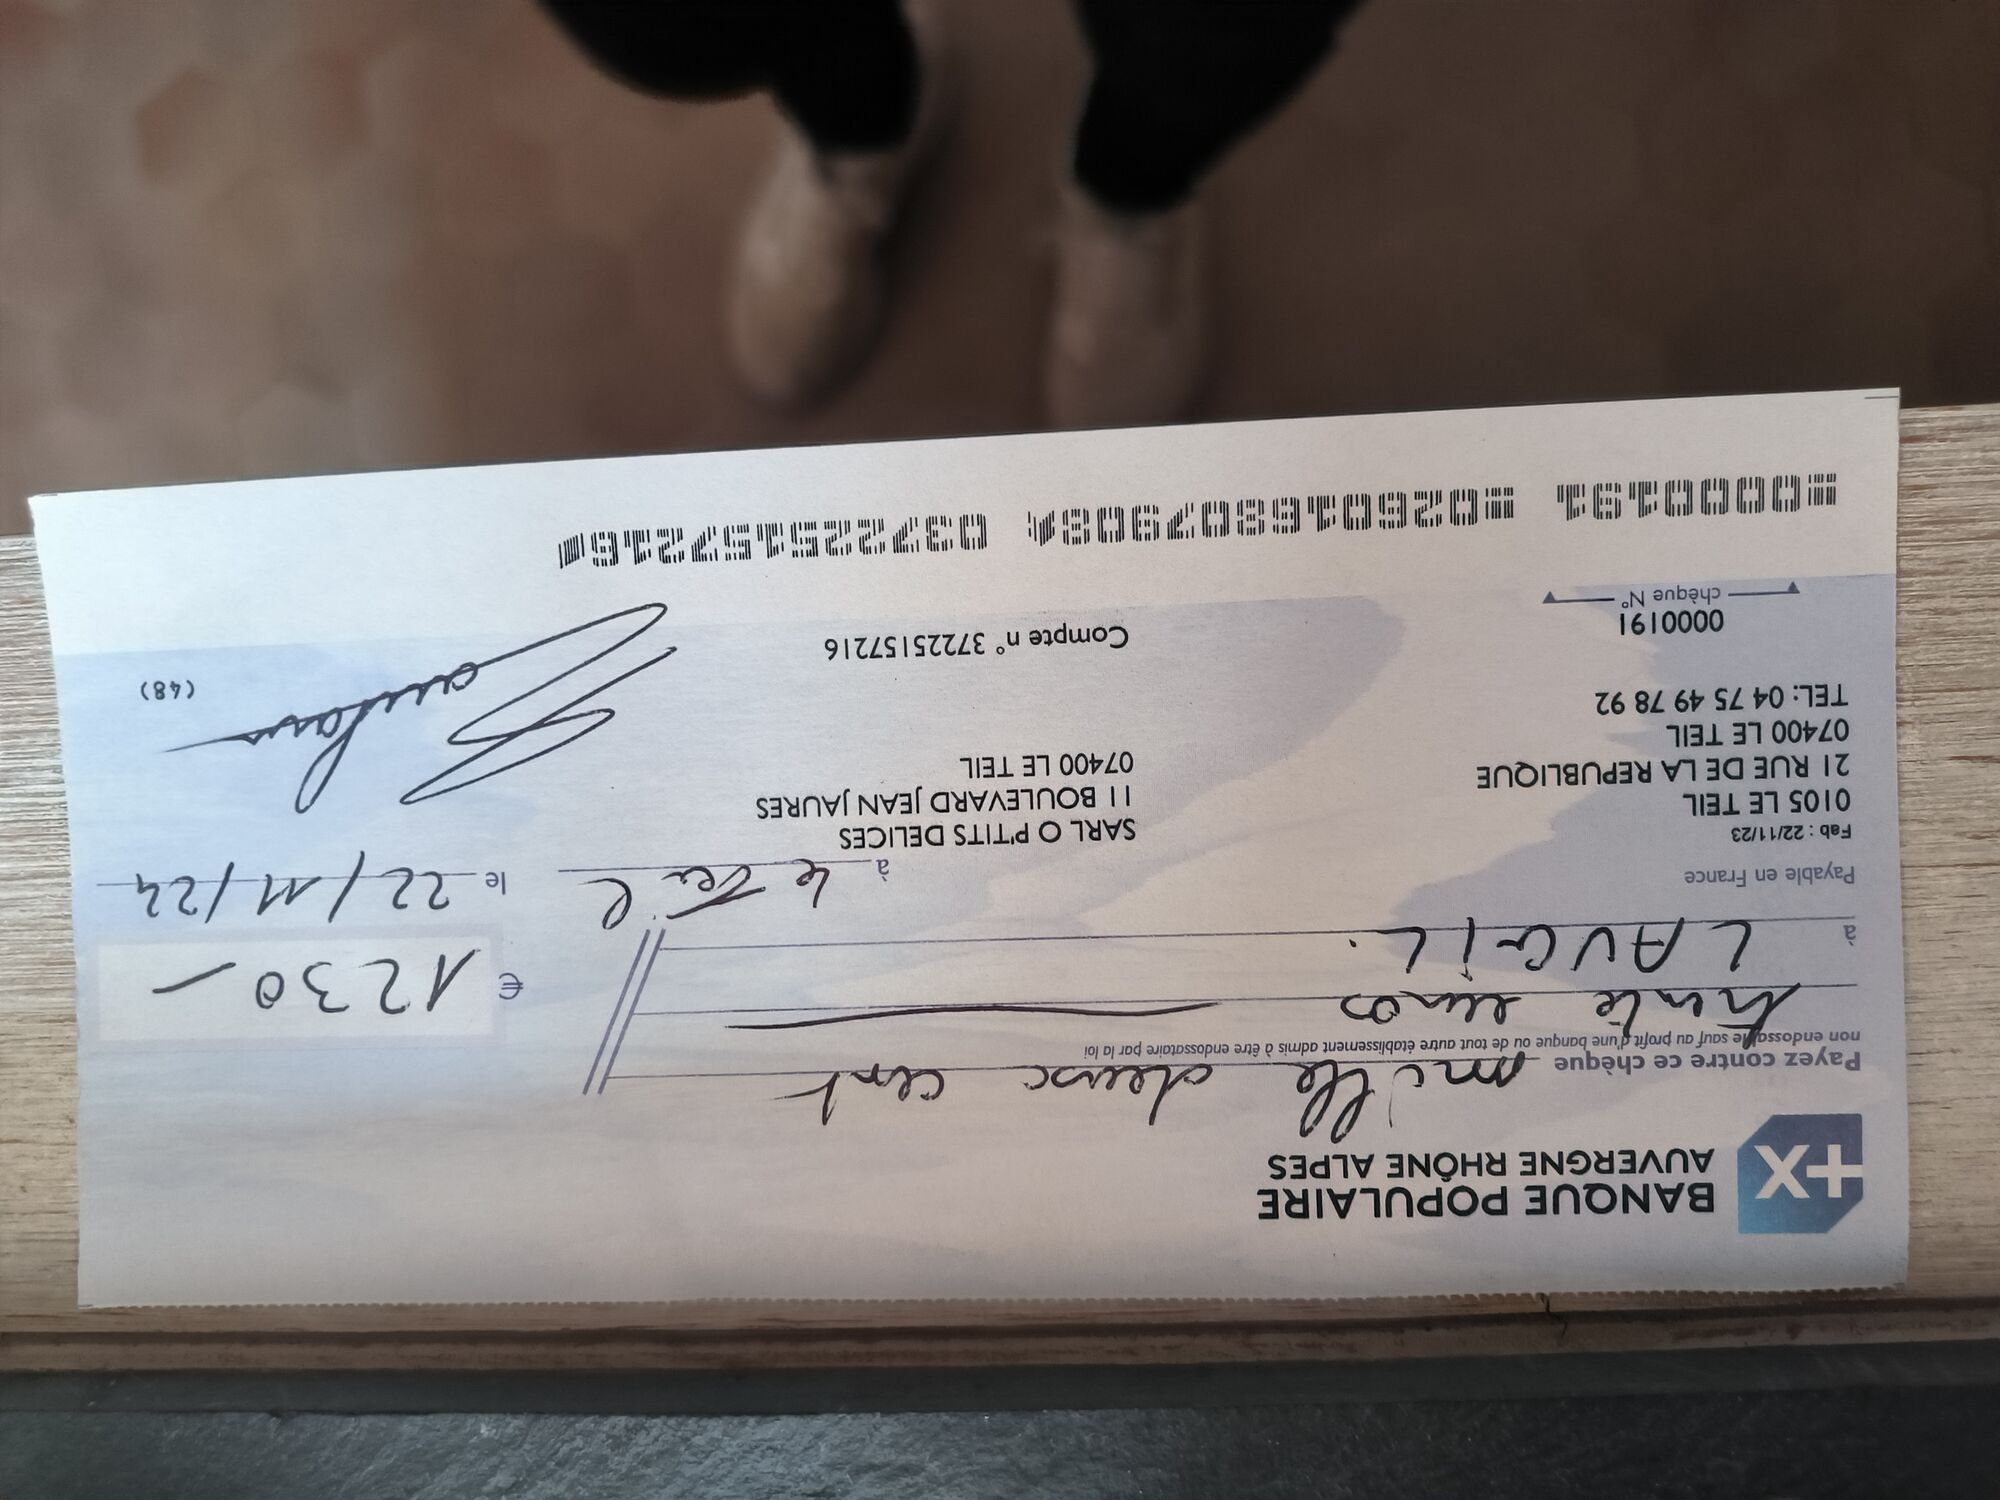 BANQUE POPULAIRE
AUVERGNE RHÔNE ALPES
Payez contre ce chèque mille deux cent
non endossable sauf au profit d'une banque ou de tout autre établissement admis à être endossataire par la loi
trente euros
€ 1230 –
à LAUGIL.
Payable en France
à Le Teil le 22/11/24
Fab : 22/11/23
0105 LE TEIL
21 RUE DE LA REPUBLIQUE
07400 LE TEIL
TEL: 04 75 49 78 92
SARL O P'TITS DELICES
11 BOULEVARD JEAN JAURES
07400 LE TEIL
Compte n° 37225157216
(48)
0000191
chèque N°
0000191 026016807908 037225157216